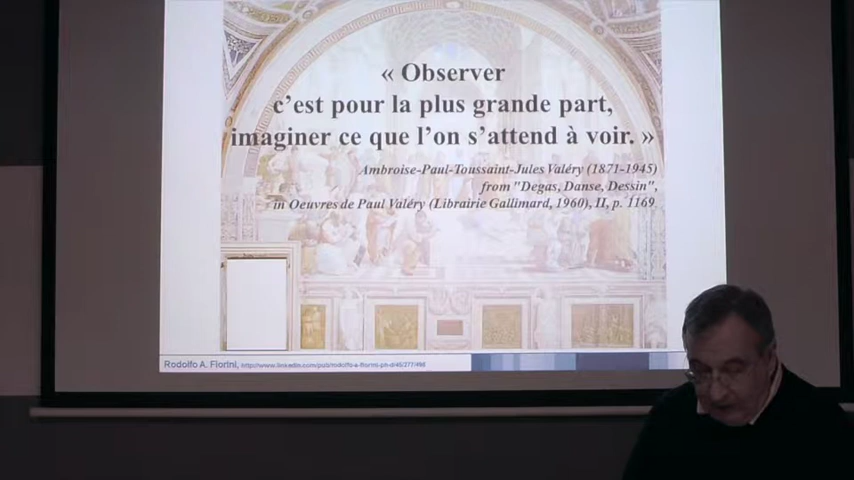 « Observer
c’est pour la plus grande part,
imaginer ce que l’on s’attend à voir. »
Ambroise-Paul-Toussaint-Jules Valéry (1871-1945)
from "Degas, Danse, Dessin",
in Oeuvres de Paul Valéry (Librairie Gallimard, 1960), II, p. 1169.
Rodolfo A. Fiorini,